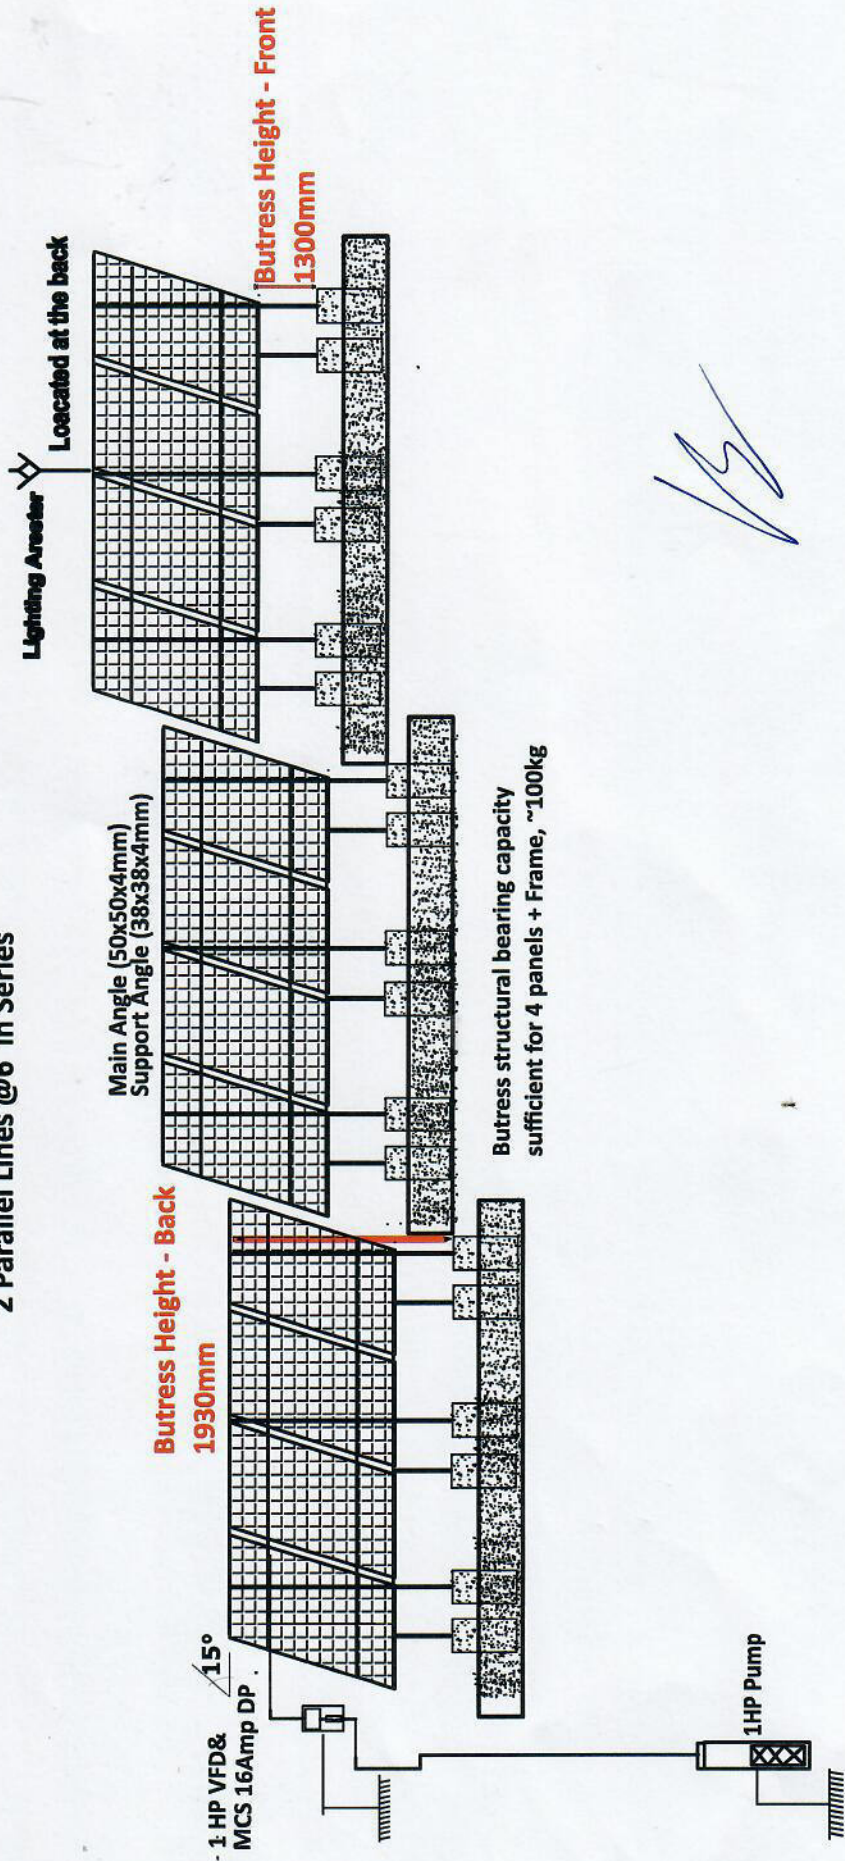 2 Parallel Lines @6 in Series
Lighting Arester
Loacated at the back
Butress Height - Front
1300mm
Main Angle (50x50x4mm)
Support Angle (38x38x4mm)
Butress Height - Back
1930mm
15°
1 HP VFD&
MCS 16Amp DP
Butress structural bearing capacity
sufficient for 4 panels + Frame, ~100kg
1HP Pump